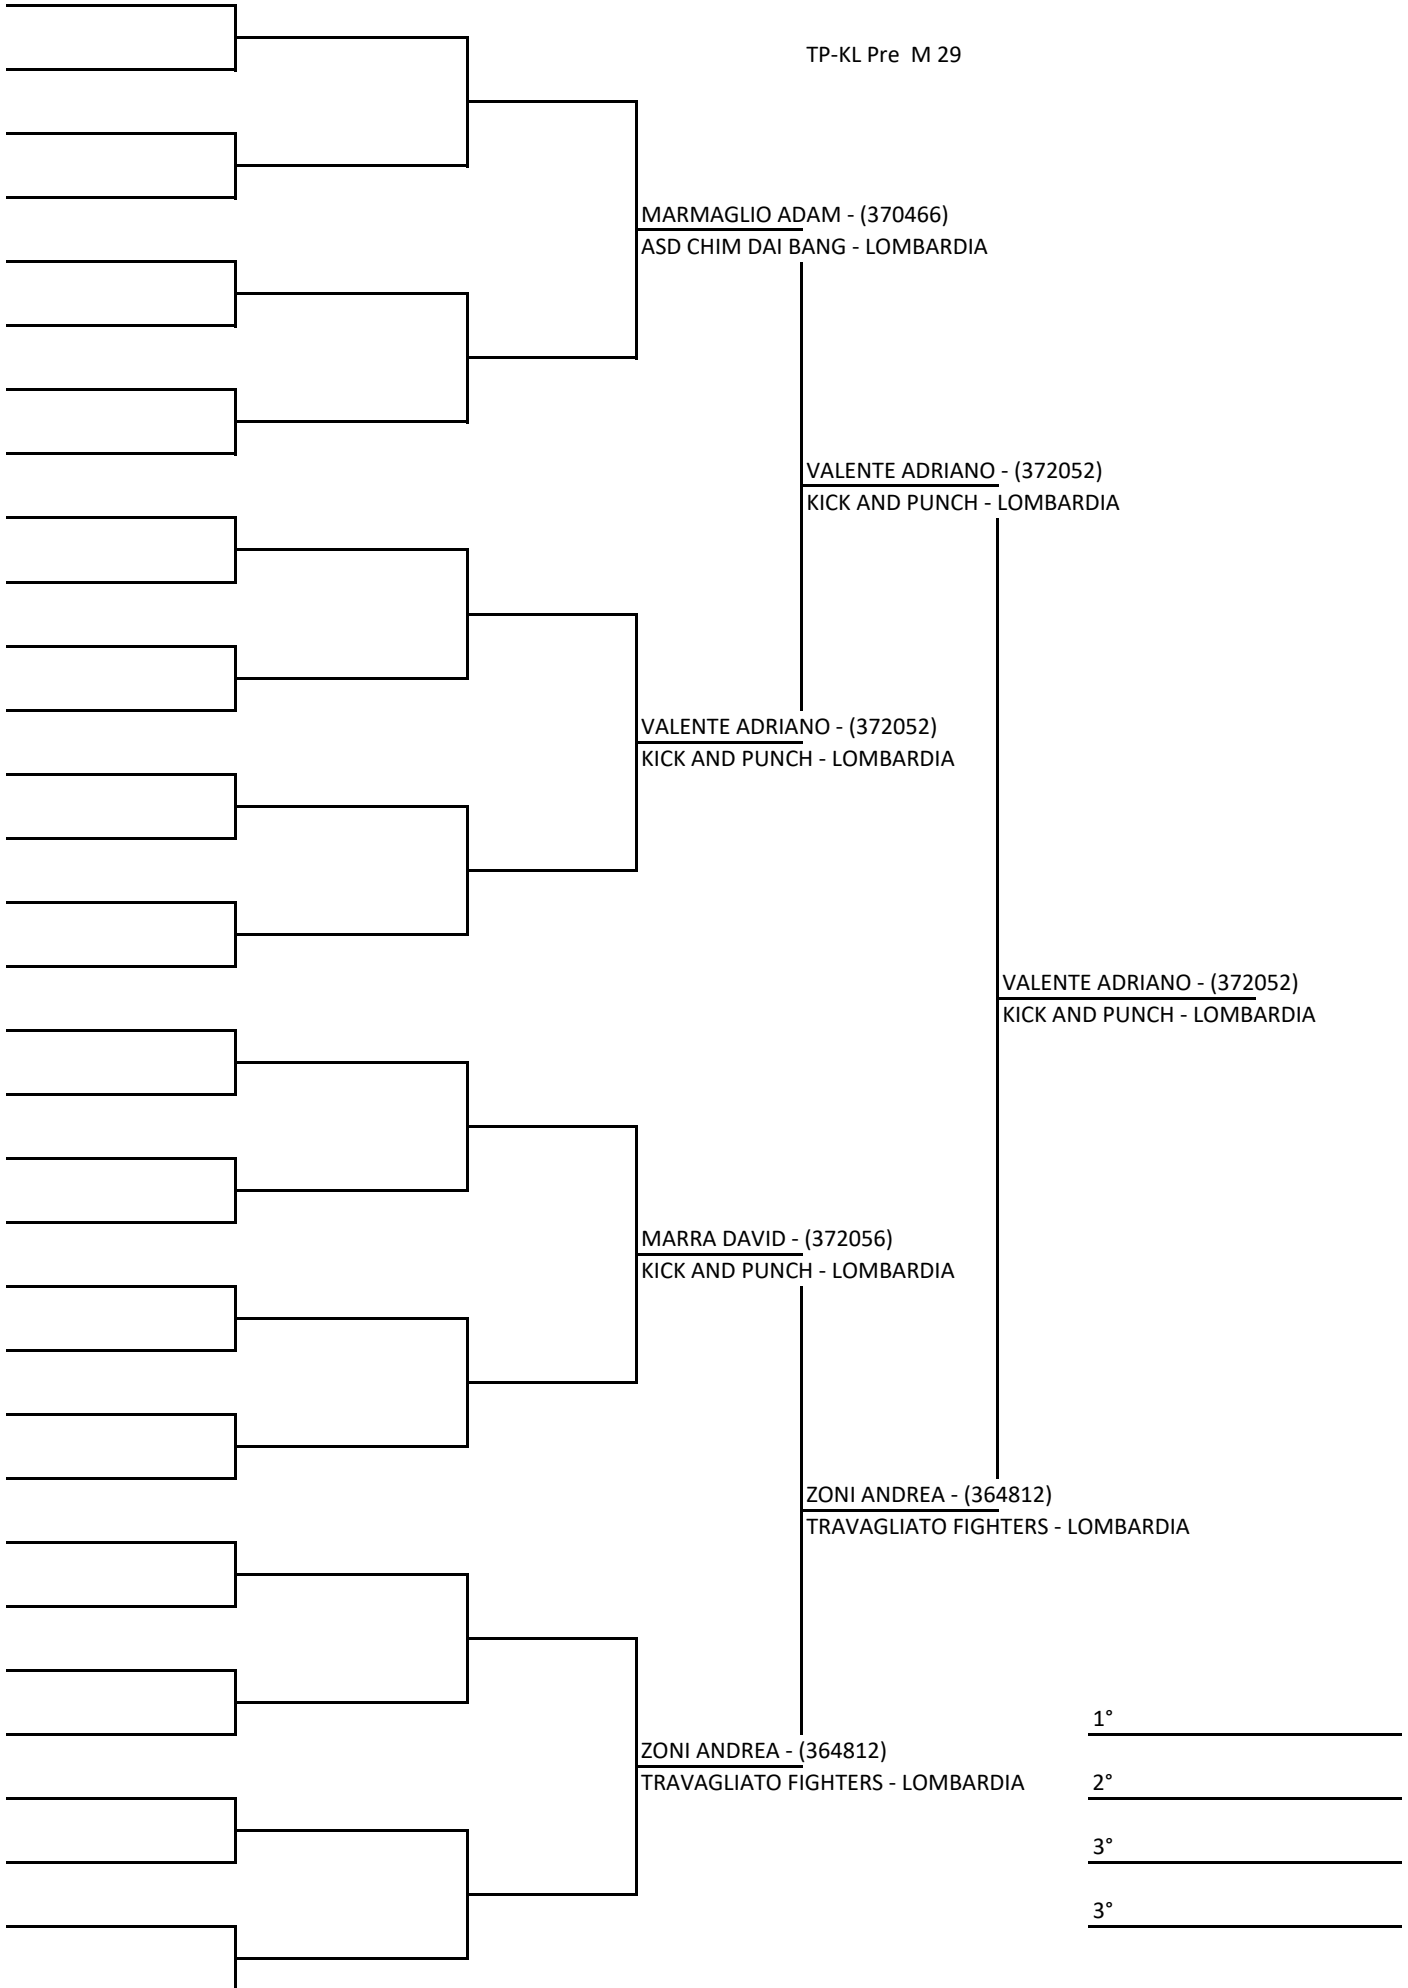 TP-KL Pre  M 29
MARMAGLIO ADAM - (370466)
ASD CHIM DAI BANG - LOMBARDIA
VALENTE ADRIANO - (372052)
KICK AND PUNCH - LOMBARDIA
VALENTE ADRIANO - (372052)
KICK AND PUNCH - LOMBARDIA
VALENTE ADRIANO - (372052)
KICK AND PUNCH - LOMBARDIA
MARRA DAVID - (372056)
KICK AND PUNCH - LOMBARDIA
ZONI ANDREA - (364812)
TRAVAGLIATO FIGHTERS - LOMBARDIA
ZONI ANDREA - (364812)
TRAVAGLIATO FIGHTERS - LOMBARDIA
1°
2°
3°
3°